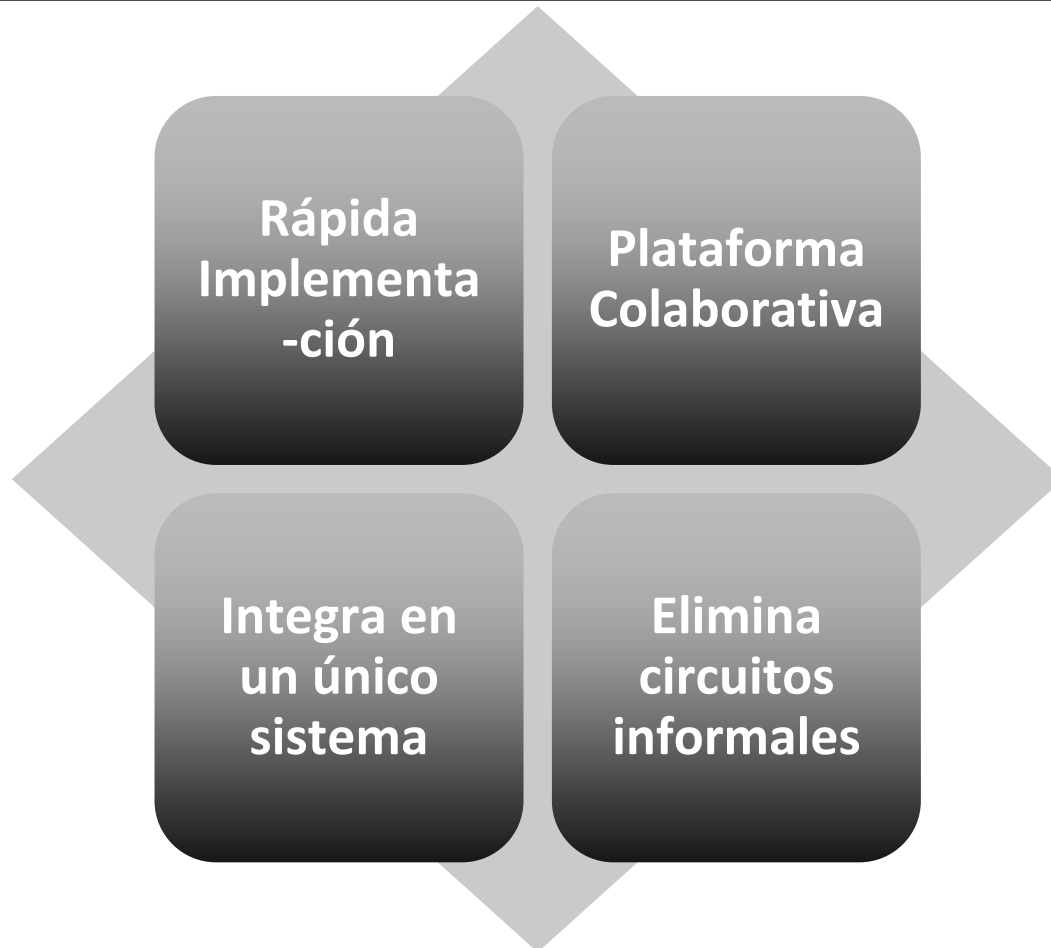 Rápida
Implementa
-ción
Plataforma
Colaborativa
Integra en
un único
sistema
Elimina
circuitos
informales